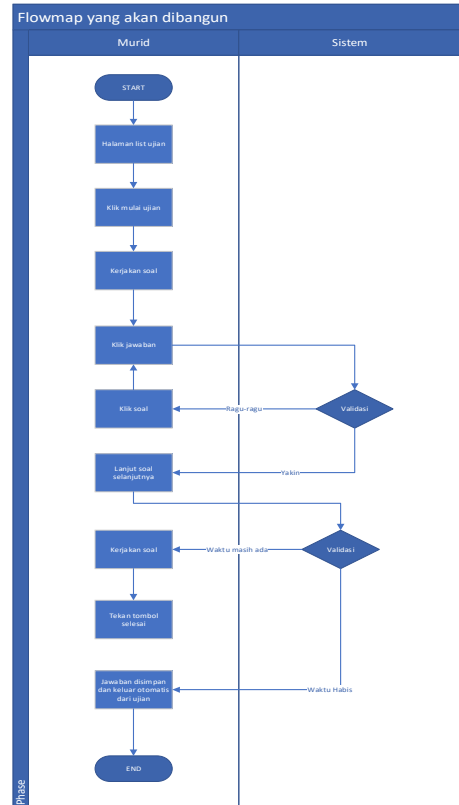 Flowmap yang akan dibangun
Murid
Sistem
START
Halaman list ujian
Klik mulai ujian
Kerjakan soal
Klik jawaban
Klik soal
Ragu-ragu
Validasi
Lanjut soal
selanjutnya
Yakin
Kerjakan soal
Waktu masih ada
Validasi
Tekan tombol
selesai
Jawaban disimpan
dan keluar otomatis
dari ujian
Waktu Habis
END
Phase